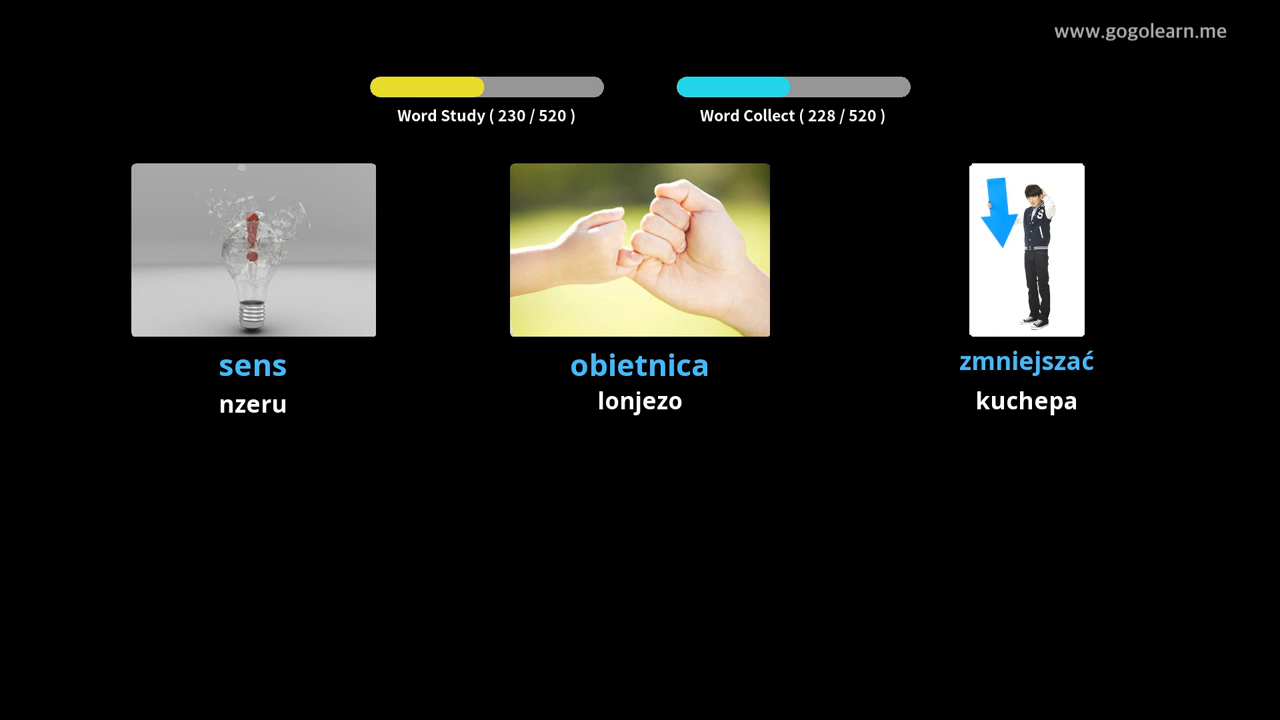 www.gogolearn.me
Word Study ( 230 / 520 )
Word Collect ( 228 / 520 )
sens
nzeru
obietnica
lonjezo
zmniejszać
kuchepa